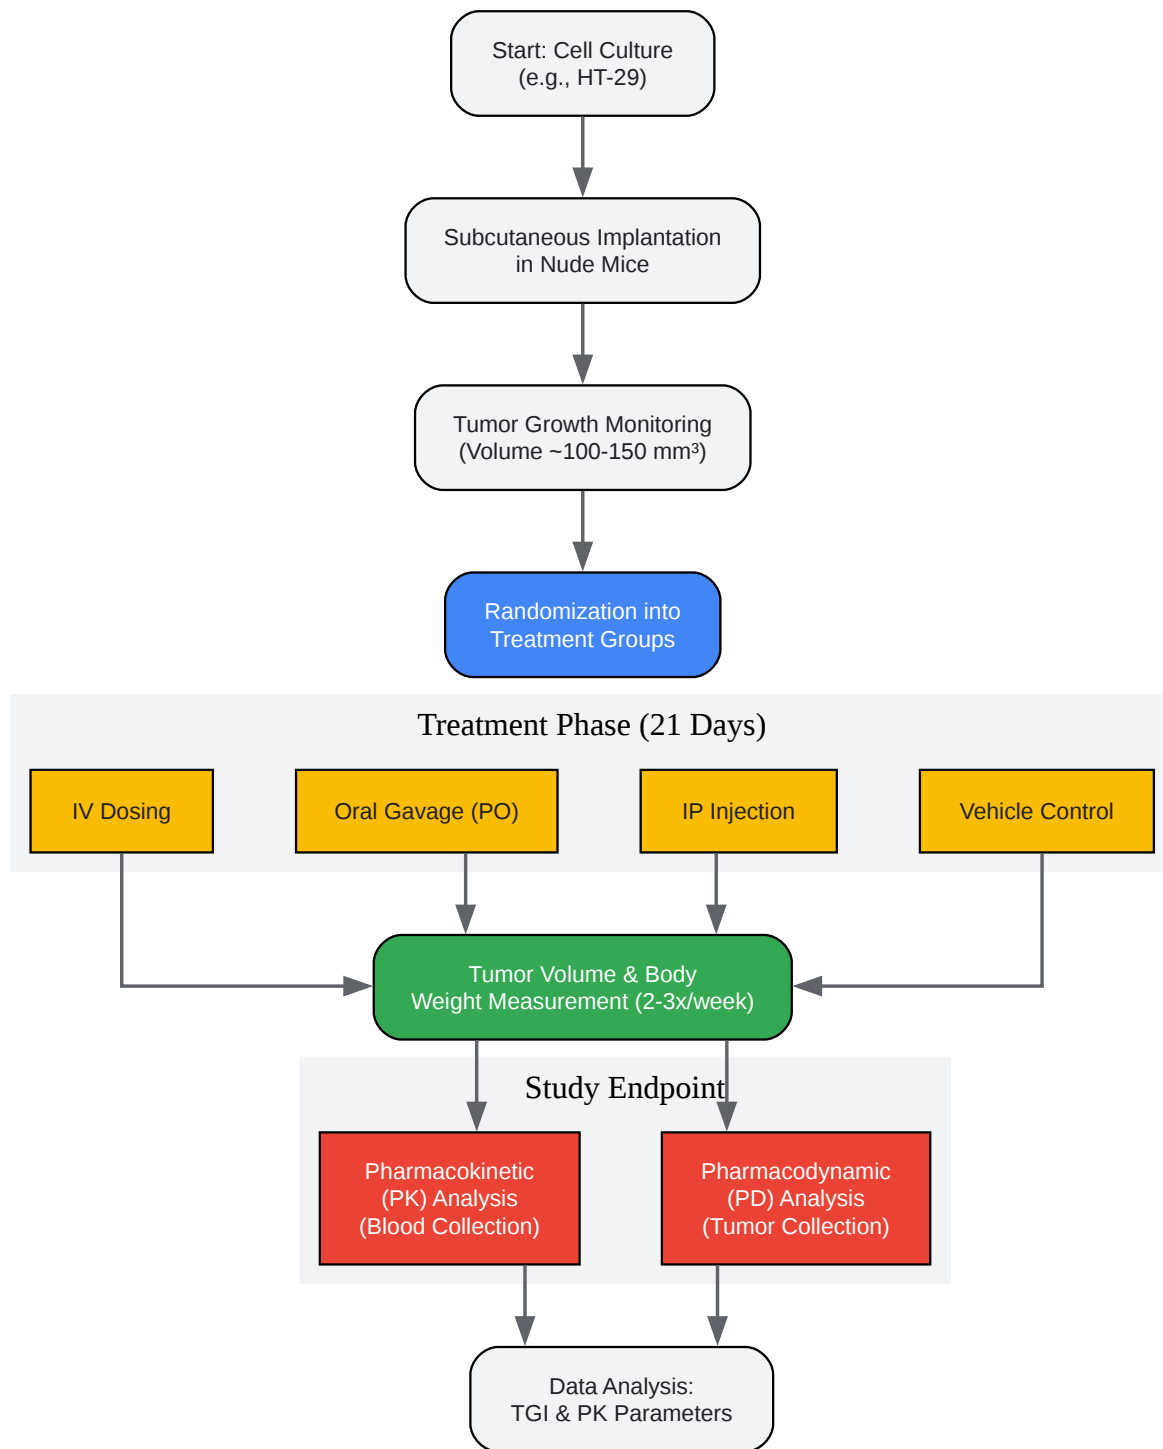 Start: Cell Culture
(e.g., HT-29)
Subcutaneous Implantation
in Nude Mice
Tumor Growth Monitoring
(Volume ~100-150 mm³)
Randomization into
Treatment Groups
Treatment Phase (21 Days)
IV Dosing
Oral Gavage (PO)
IP Injection
Vehicle Control
Tumor Volume & Body
Weight Measurement (2-3x/week)
Study Endpoint
Pharmacokinetic
(PK) Analysis
(Blood Collection)
Pharmacodynamic
(PD) Analysis
(Tumor Collection)
Data Analysis:
TGI & PK Parameters